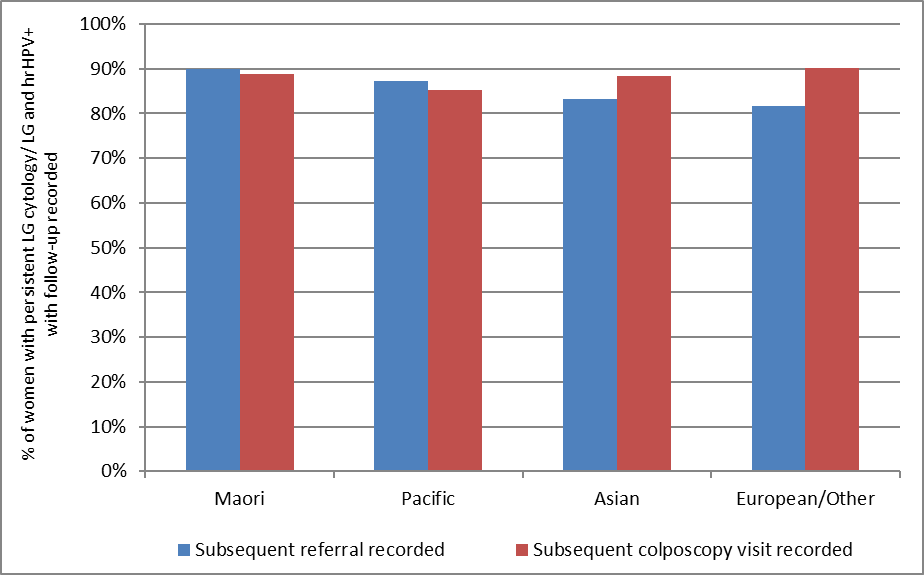 % of women with persistent LG cytology/ LG and hrHPV+
with follow-up recorded
100%
90%
80%
70%
60%
50%
40%
30%
20%
10%
0%
Maori Pacific Asian European/Other
Subsequent referral recorded Subsequent colposcopy visit recorded